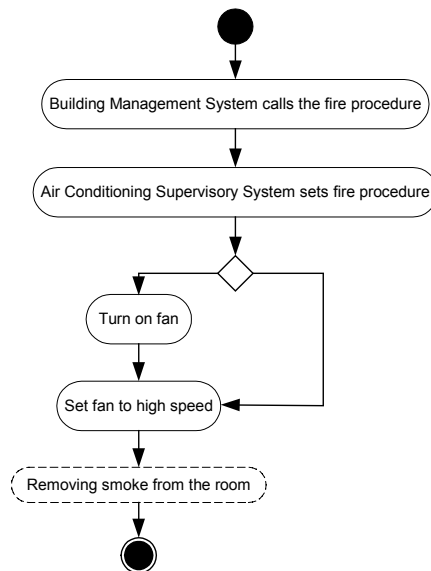 Building Management System calls the fire procedure
Air Conditioning Supervisory System sets fire procedure
Turn on fan
Set fan to high speed
Removing smoke from the room